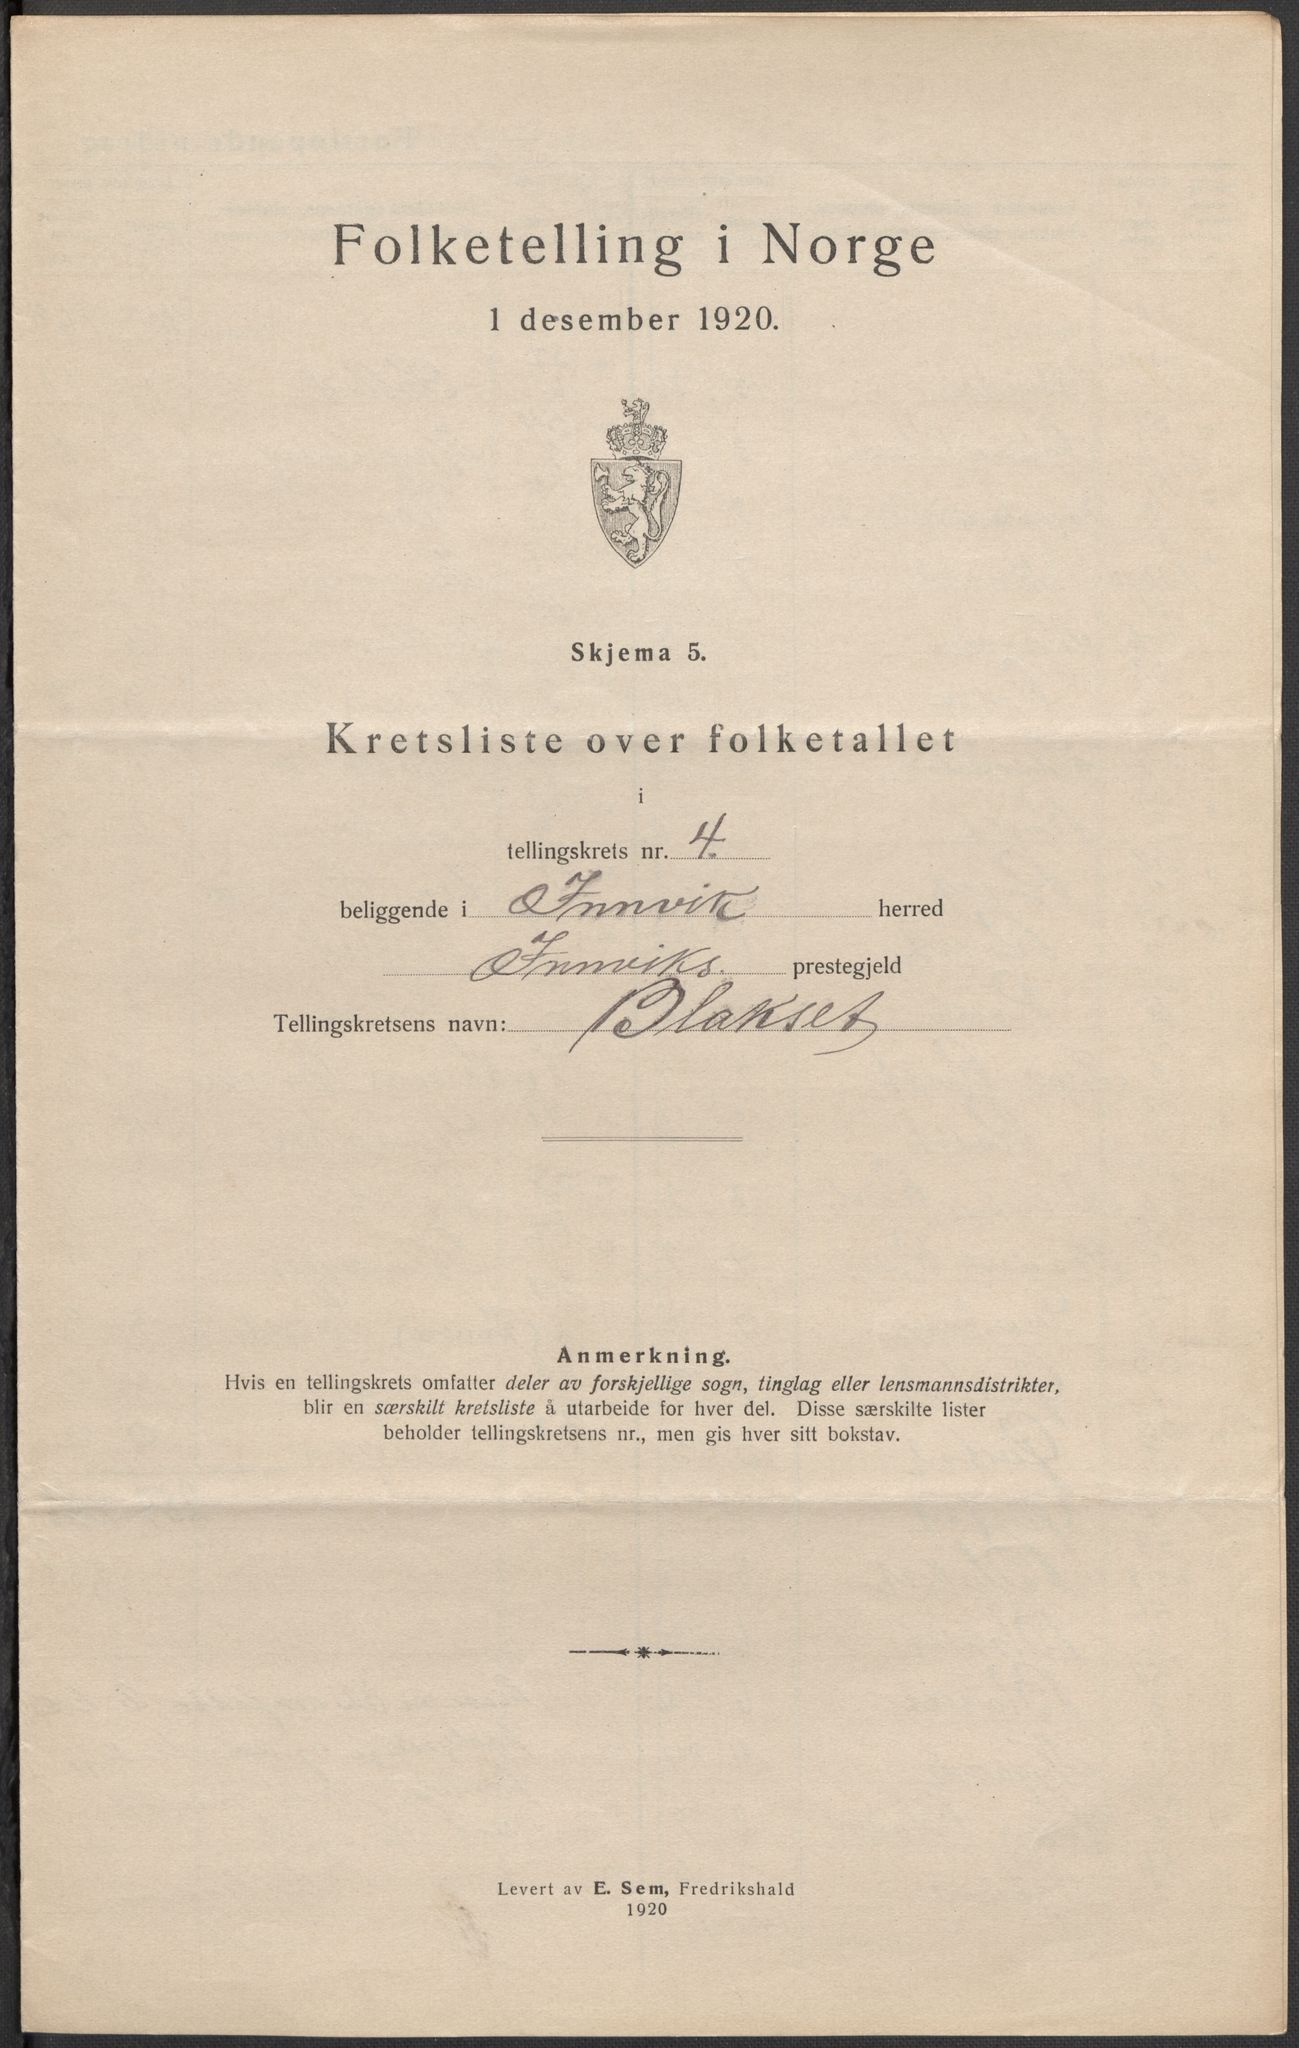 Folketelling i Norge
1 desember 1920.
Skjema 5.
Kretsliste over folketallet
i
tellingskrets nr. 4.
beliggende i Innvik herred
Innviks. prestegjeld
Tellingskretsens navn: Blakset
Anmerkning.
Hvis en tellingskrets omfatter deler av forskjellige sogn, tinglag eller lensmannsdistrikter,
blir en særskilt kretsliste å utarbeide for hver del. Disse særskilte lister
beholder tellingskretsens nr., men gis hver sitt bokstav.
Levert av E. Sem, Fredrikshald
1920